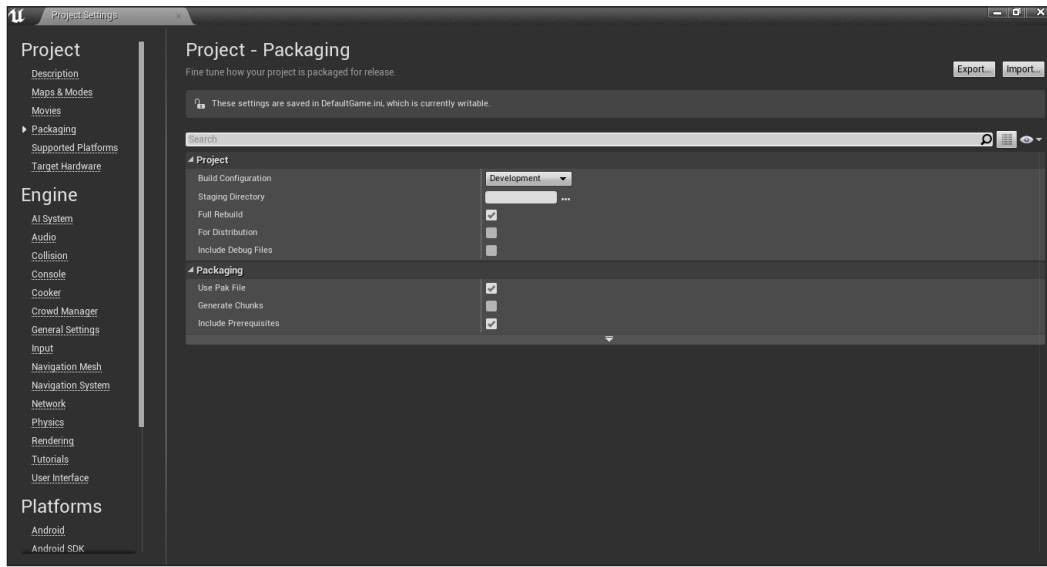 Project Settings
Project
Description
Maps & Modes
Movies
Packaging
Supported Platforms
Target Hardware
Engine
AI System
Audio
Collision
Console
Cooker
Crowd Manager
General Settings
Input
Navigation Mesh
Navigation System
Network
Physics
Rendering
Tutorials
User Interface
Platforms
Android
Android SDK
Project - Packaging
Fine tune how your project is packaged for release.
Export... Import...
These settings are saved in DefaultGame.ini, which is currently writable.
Search
Project
Build Configuration Development
Staging Directory ...
Full Rebuild
For Distribution
Include Debug Files
Packaging
Use Pak File
Generate Chunks
Include Prerequisites